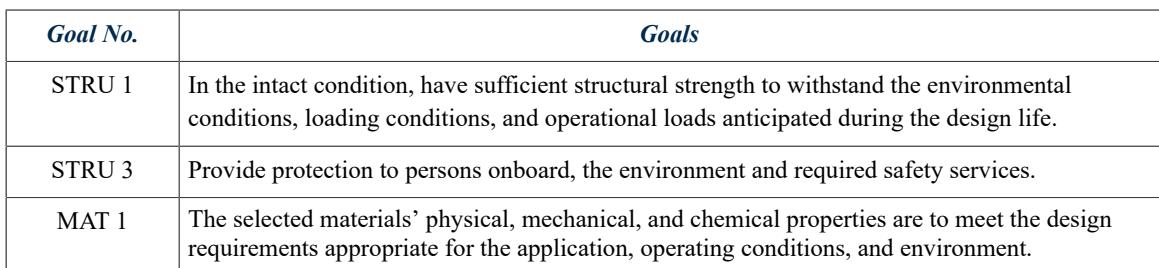 Goal No. Goals
STRU 1 In the intact condition, have sufficient structural strength to withstand the environmental
conditions, loading conditions, and operational loads anticipated during the design life.
STRU 3 Provide protection to persons onboard, the environment and required safety services.
MAT 1 The selected materials’ physical, mechanical, and chemical properties are to meet the design
requirements appropriate for the application, operating conditions, and environment.